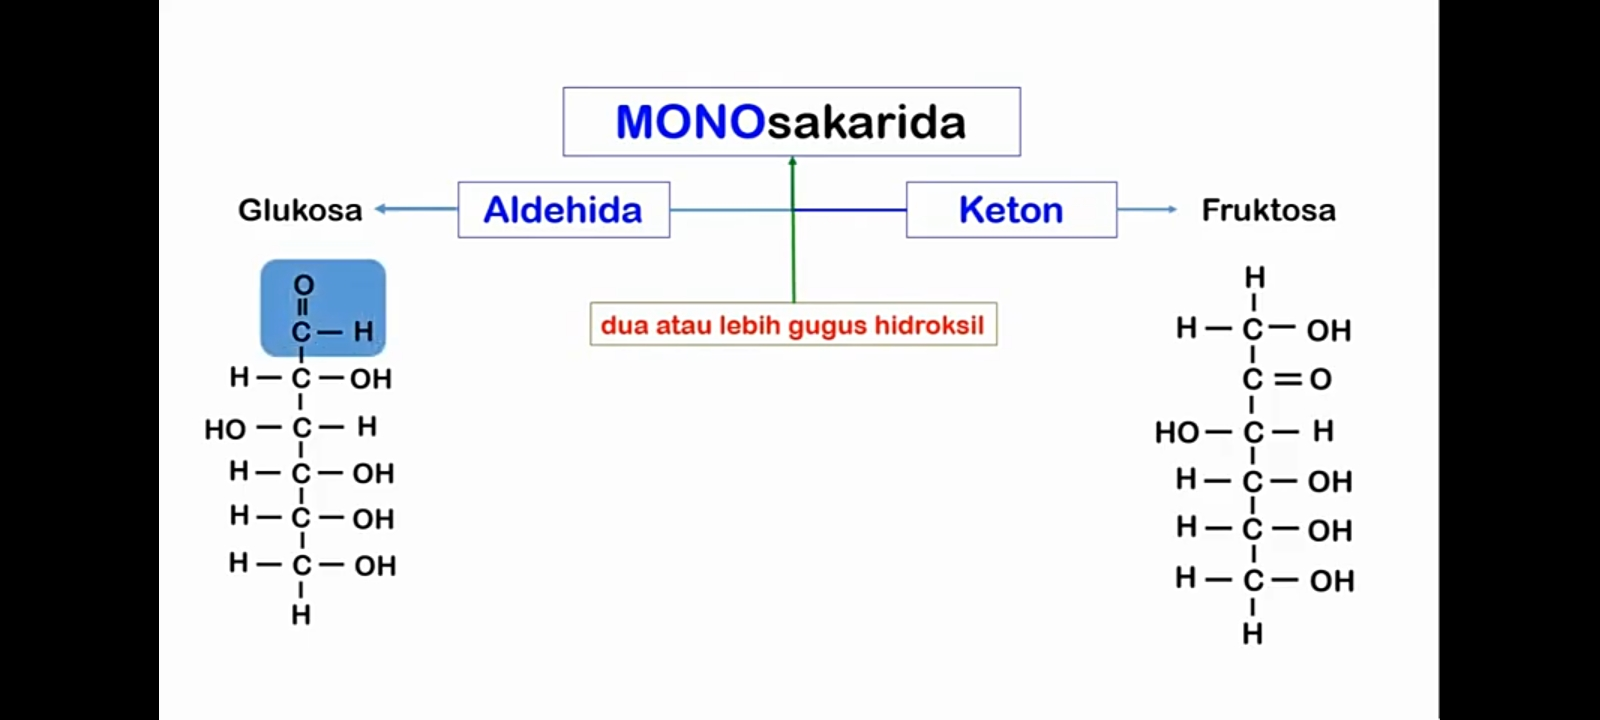 MONOsakarida
Glukosa
Aldehida
Keton
Fruktosa
dua atau lebih gugus hidroksil
O
C — H
H — C — OH
HO — C — H
H — C — OH
H — C — OH
H — C — OH
H
H
H — C — OH
C = O
HO — C — H
H — C — OH
H — C — OH
H — C — OH
H